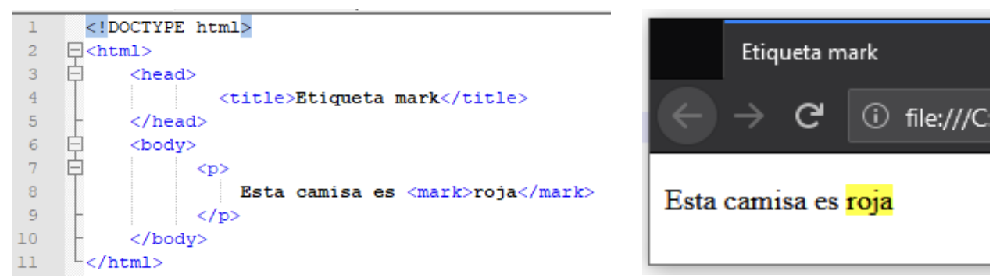 1 <!DOCTYPE html>
2 <html>
3 <head>
4 <title>Etiqueta mark</title>
5 </head>
6 <body>
7 <p>
8 Esta camisa es <mark>roja</mark>
9 </p>
10 </body>
11 </html>
Etiqueta mark
file:///C
Esta camisa es roja